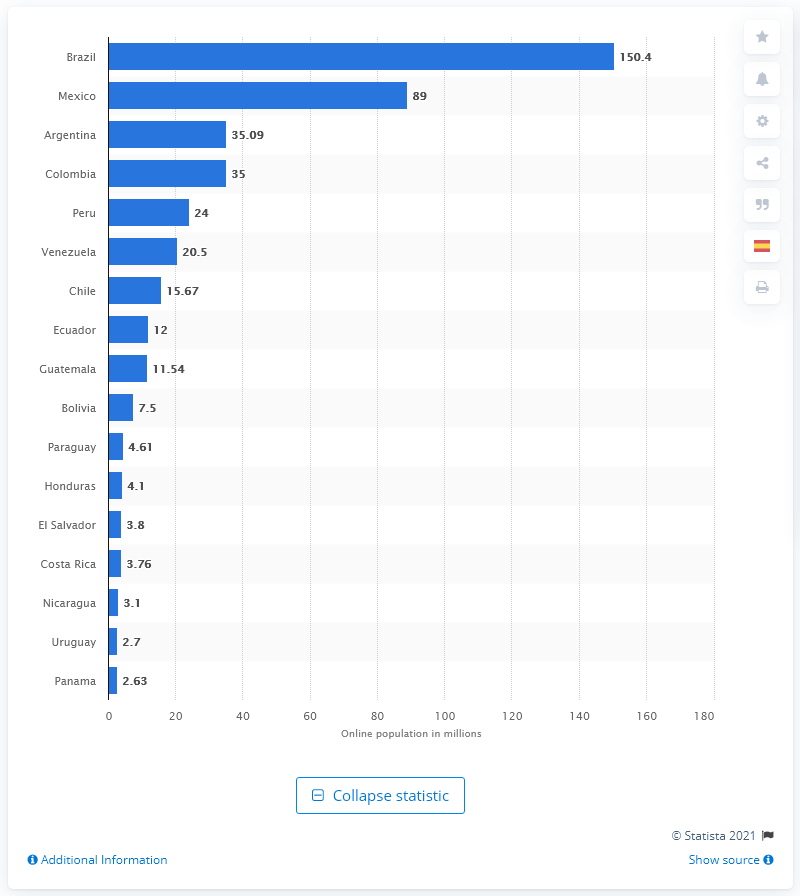 Brazil 150.4
Mexico 89
Argentina 35.09
Colombia 35
Peru 24
Venezuela 20.5
Chile 15.67
Ecuador 12
Guatemala 11.54
Bolivia 7.5
Paraguay 4.61
Honduras 4.1
El Salvador 3.8
Costa Rica 3.76
Nicaragua 3.1
Uruguay 2.7
Panama 2.63
0 20 40 60 80 100 120 140 160 180
Online population in millions
Collapse statistic
© Statista 2021
Additional Information Show source